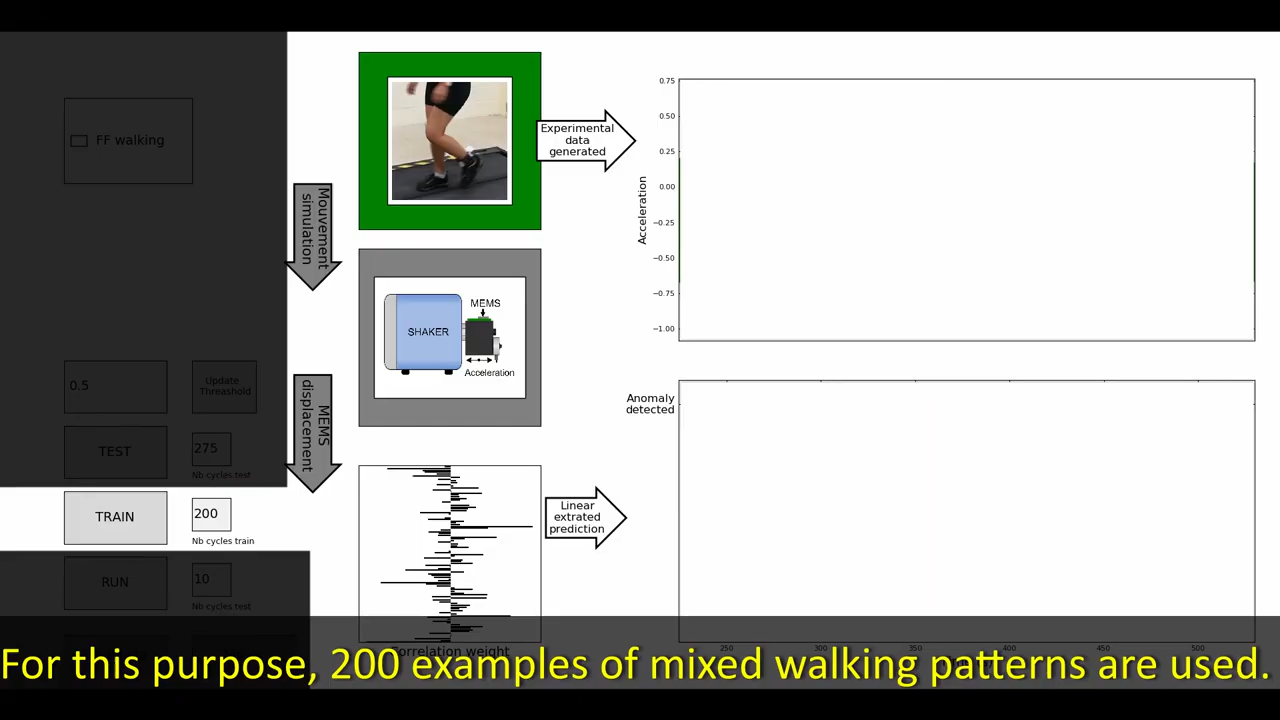 FF walking
0.5
Update
Threashold
TEST
275
Nb cycles test
TRAIN
200
Nb cycles train
RUN
10
Nb cycles test
Mouvement
simulation
MEMS
displacement
Experimental
data
generated
MEMS
SHAKER
Acceleration
Linear
extrated
prediction
Correlation weight
Acceleration
0.75
0.50
0.25
0.00
−0.25
−0.50
−0.75
−1.00
Anomaly
detected
250
300
350
400
450
500
For this purpose, 200 examples of mixed walking patterns are used.